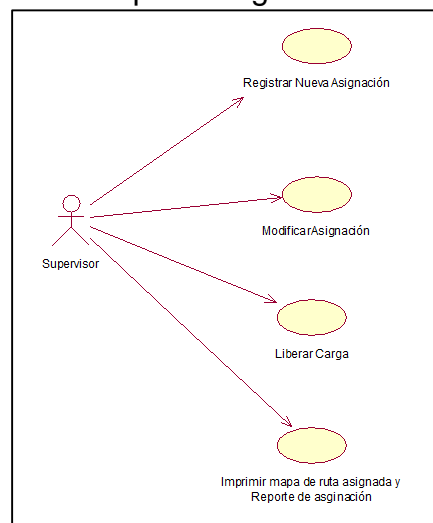 Registrar Nueva Asignación
ModificarAsignación
Supervisor
Liberar Carga
Imprimir mapa de ruta asignada y
Reporte de asginación